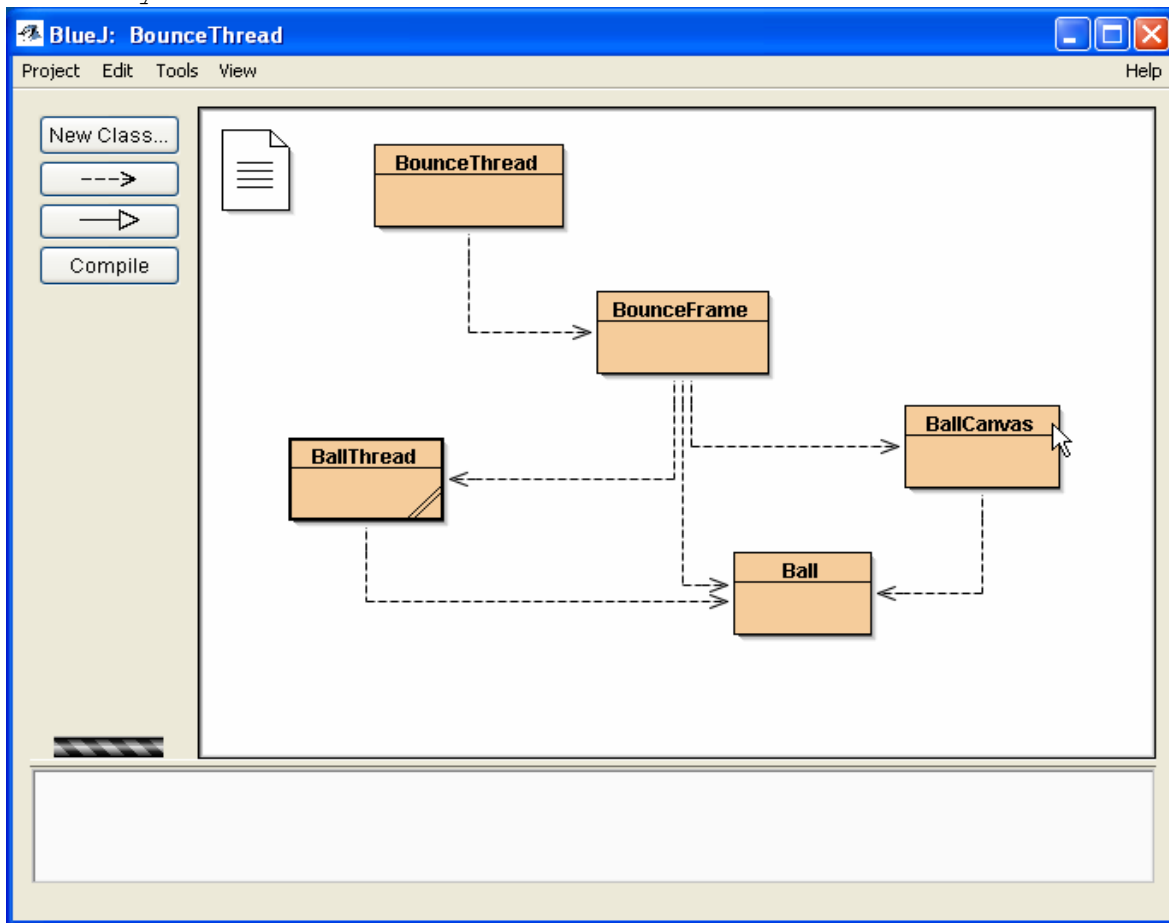 BlueJ: BounceThread
Project Edit Tools View Help
New Class...
Compile
BounceThread
BounceFrame
BallCanvas
BallThread
Ball